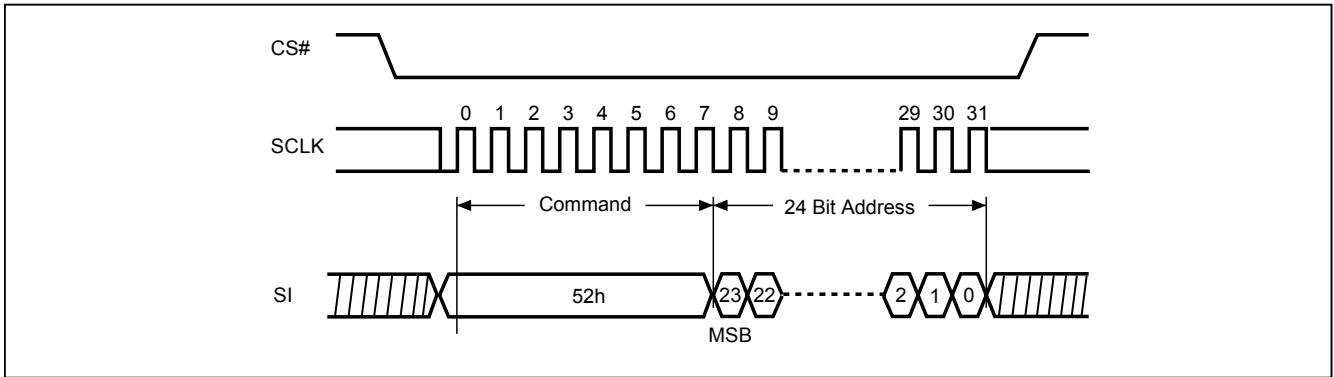 CS#
0 1 2 3 4 5 6 7 8 9 29 30 31
SCLK
Command 24 Bit Address
SI 52h 23 22 2 1 0
MSB